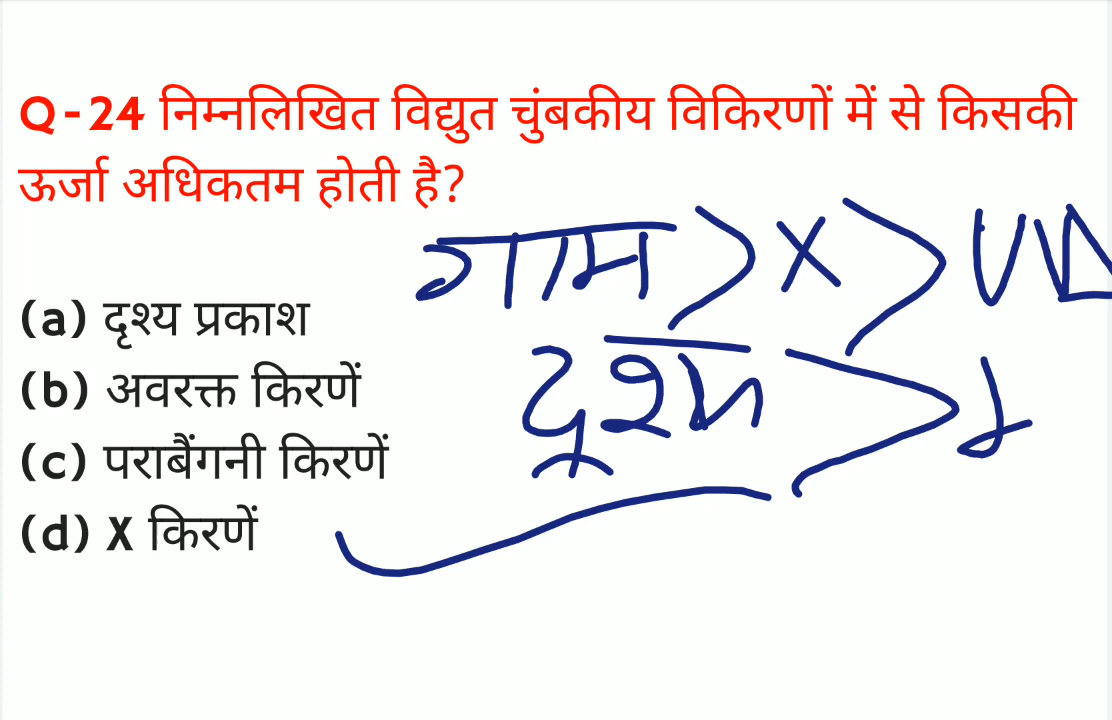 Q-24 निम्नलिखित विद्युत चुंबकीय विकिरणों में से किसकी
ऊर्जा अधिकतम होती है?
गामा > X > UV
(a) दृश्य प्रकाश
दृश्य >
(b) अवरक्त किरणें
(c) पराबैंगनी किरणें
(d) X किरणें